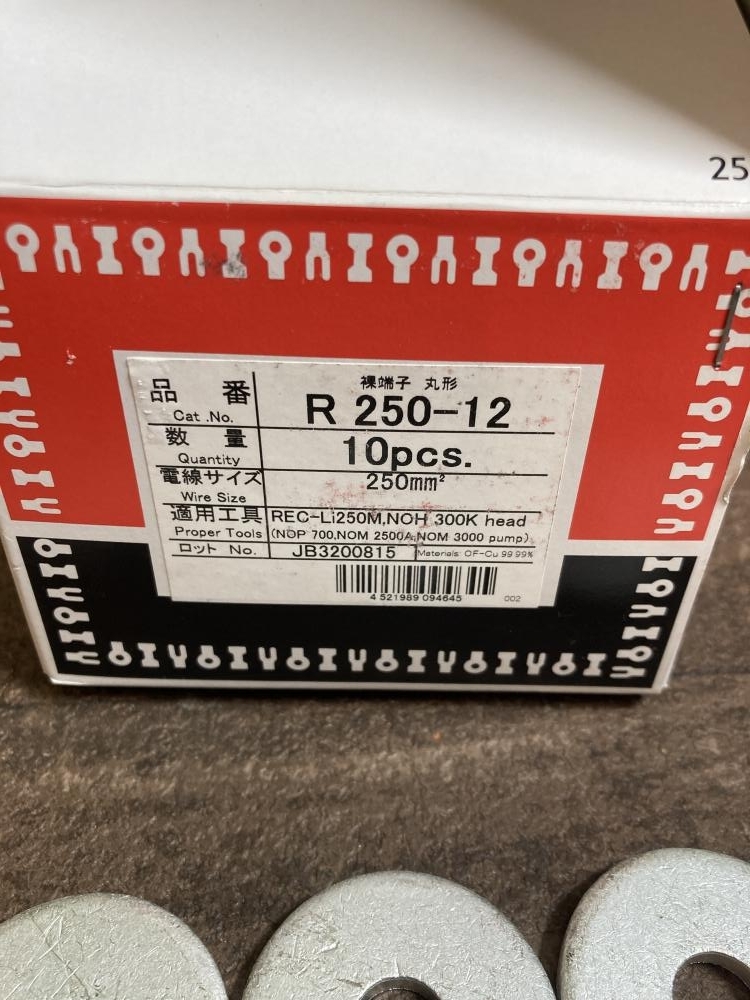 25
裸端子 丸形
品番 R 250-12
Cat .No.
数量 10pcs.
Quantity
電線サイズ 250mm²
Wire Size
適用工具 REC-Li250M,NOH 300K head
Proper Tools (NOP 700,NOM 2500A,NOM 3000 pump)
ロット No. JB3200815 Materials OF-Cu 99.99%
4 521989 094645 002